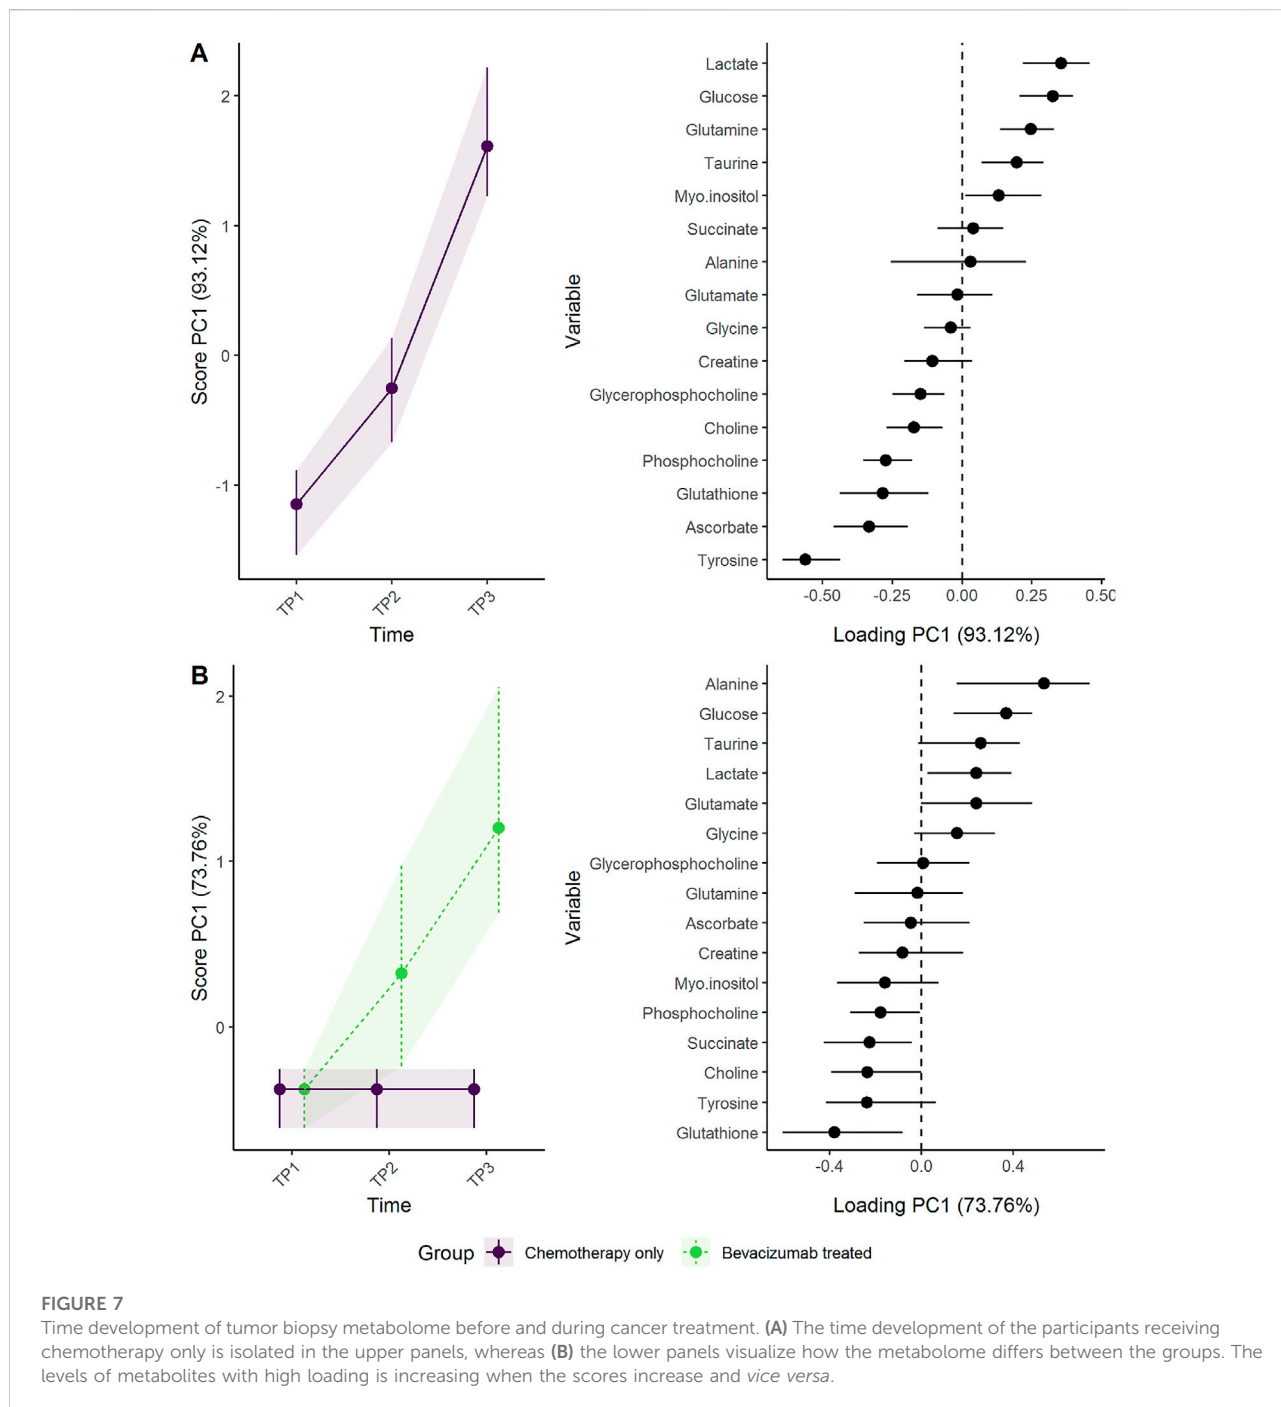 A
2
1
0
-1
Score PC1 (93.12%)
TP1
TP2
TP3
Time
Variable
Lactate
Glucose
Glutamine
Taurine
Myo.inositol
Succinate
Alanine
Glutamate
Glycine
Creatine
Glycerophosphocholine
Choline
Phosphocholine
Glutathione
Ascorbate
Tyrosine
-0.50 -0.25 0.00 0.25 0.50
Loading PC1 (93.12%)
B
2
1
0
Score PC1 (73.76%)
TP1
TP2
TP3
Time
Variable
Alanine
Glucose
Taurine
Lactate
Glutamate
Glycine
Glycerophosphocholine
Glutamine
Ascorbate
Creatine
Myo.inositol
Phosphocholine
Succinate
Choline
Tyrosine
Glutathione
-0.4 0.0 0.4
Loading PC1 (73.76%)
Group Chemotherapy only Bevacizumab treated
FIGURE 7
Time development of tumor biopsy metabolome before and during cancer treatment. (A) The time development of the participants receiving
chemotherapy only is isolated in the upper panels, whereas (B) the lower panels visualize how the metabolome differs between the groups. The
levels of metabolites with high loading is increasing when the scores increase and vice versa.